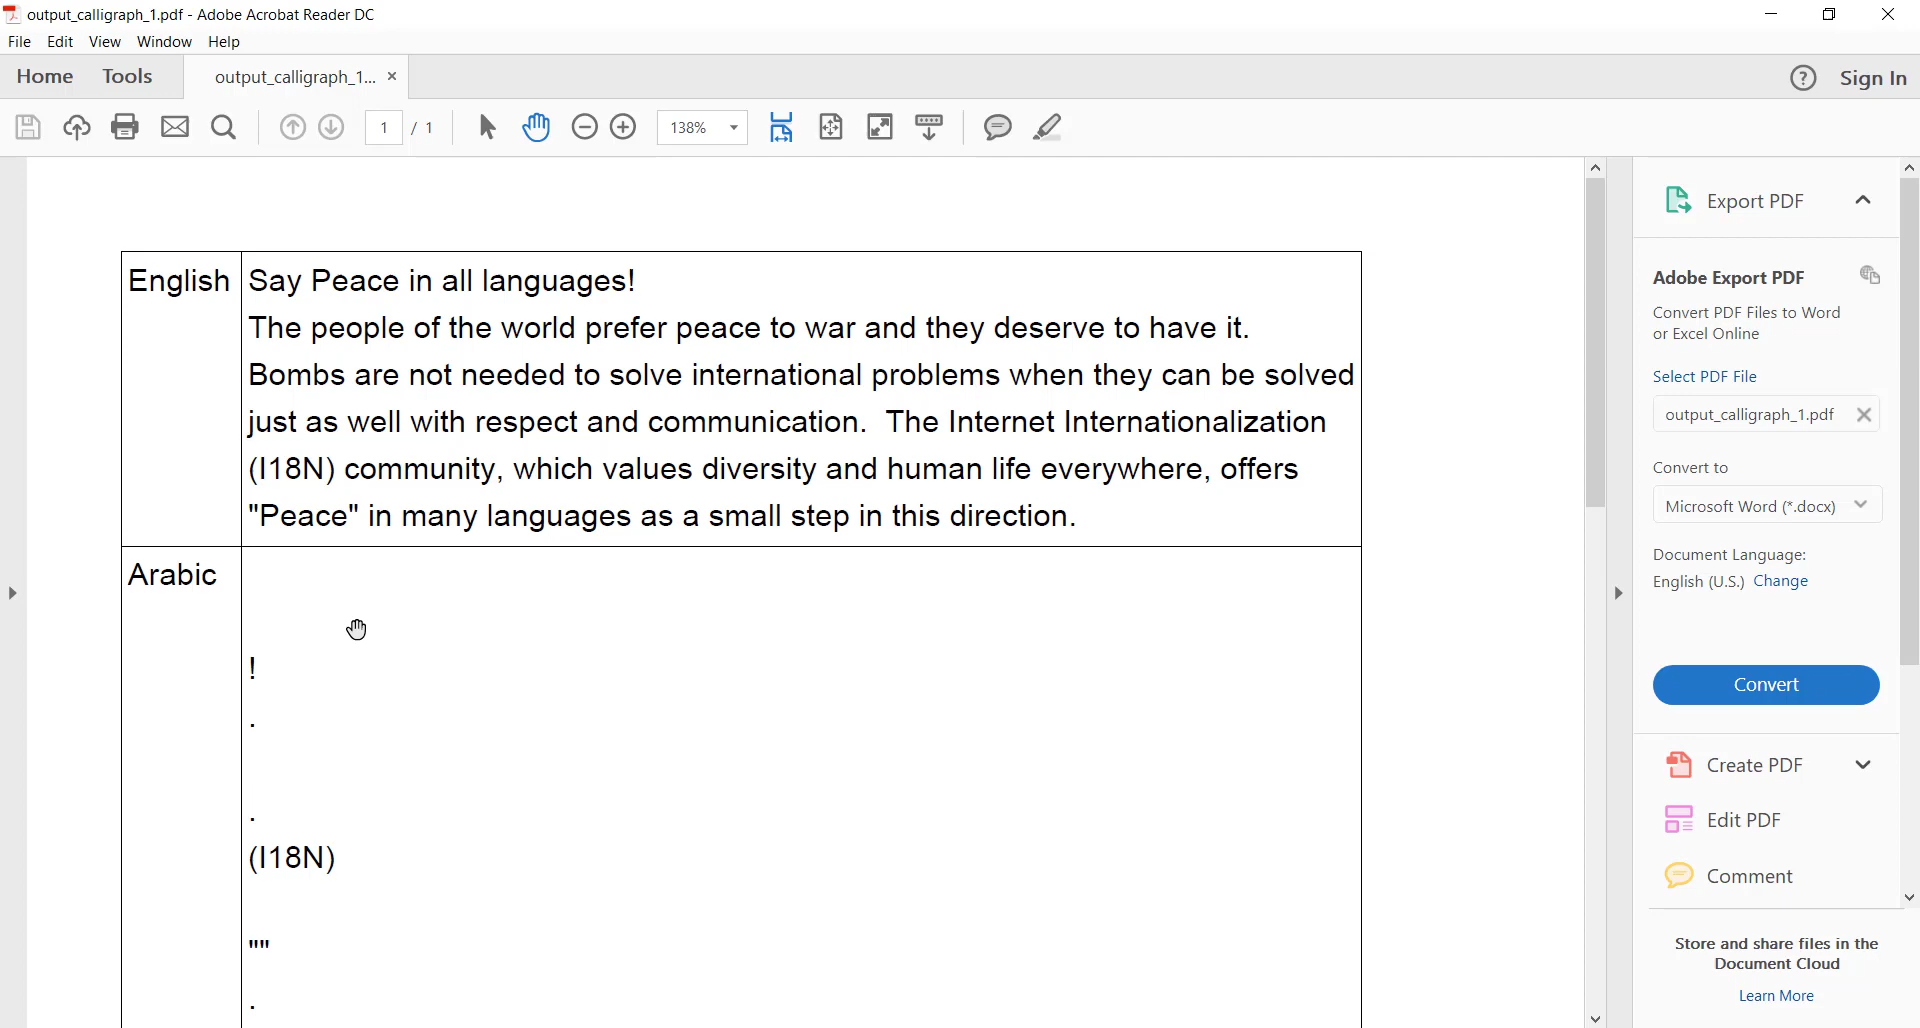 output_calligraph_1.pdf - Adobe Acrobat Reader DC
File Edit View Window Help
Home Tools output_calligraph_1... × ? Sign In
1 / 1 138%
English Say Peace in all languages!
The people of the world prefer peace to war and they deserve to have it.
Bombs are not needed to solve international problems when they can be solved
just as well with respect and communication.  The Internet Internationalization
(I18N) community, which values diversity and human life everywhere, offers
"Peace" in many languages as a small step in this direction.
Arabic
!
.
.
(I18N)
""
.
Export PDF
Adobe Export PDF
Convert PDF Files to Word
or Excel Online
Select PDF File
output_calligraph_1.pdf
Convert to
Microsoft Word (*.docx)
Document Language:
English (U.S.) Change
Convert
Create PDF
Edit PDF
Comment
Store and share files in the
Document Cloud
Learn More